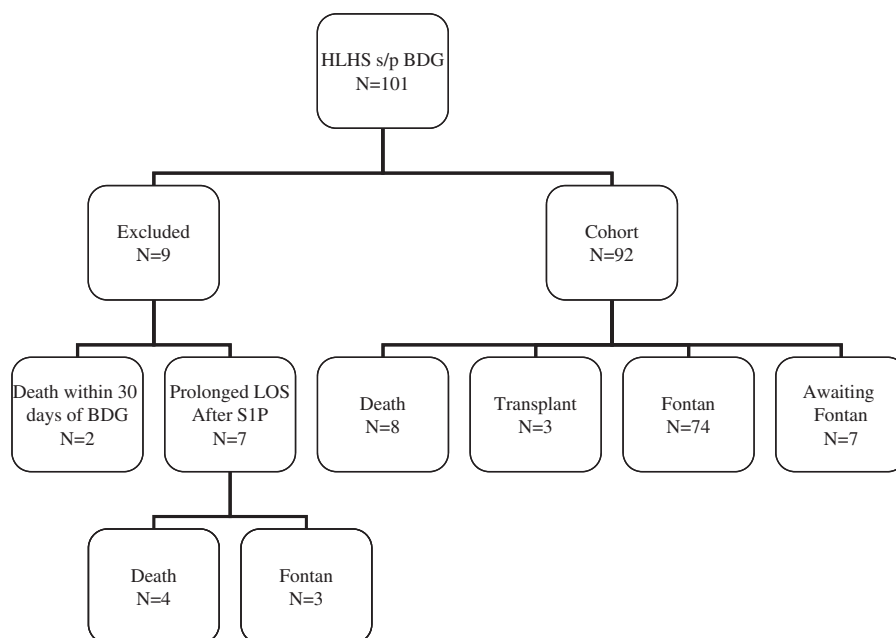 HLHS s/p BDG
N=101
Excluded
N=9
Cohort
N=92
Death within 30
days of BDG
N=2
Prolonged LOS
After S1P
N=7
Death
N=8
Transplant
N=3
Fontan
N=74
Awaiting
Fontan
N=7
Death
N=4
Fontan
N=3